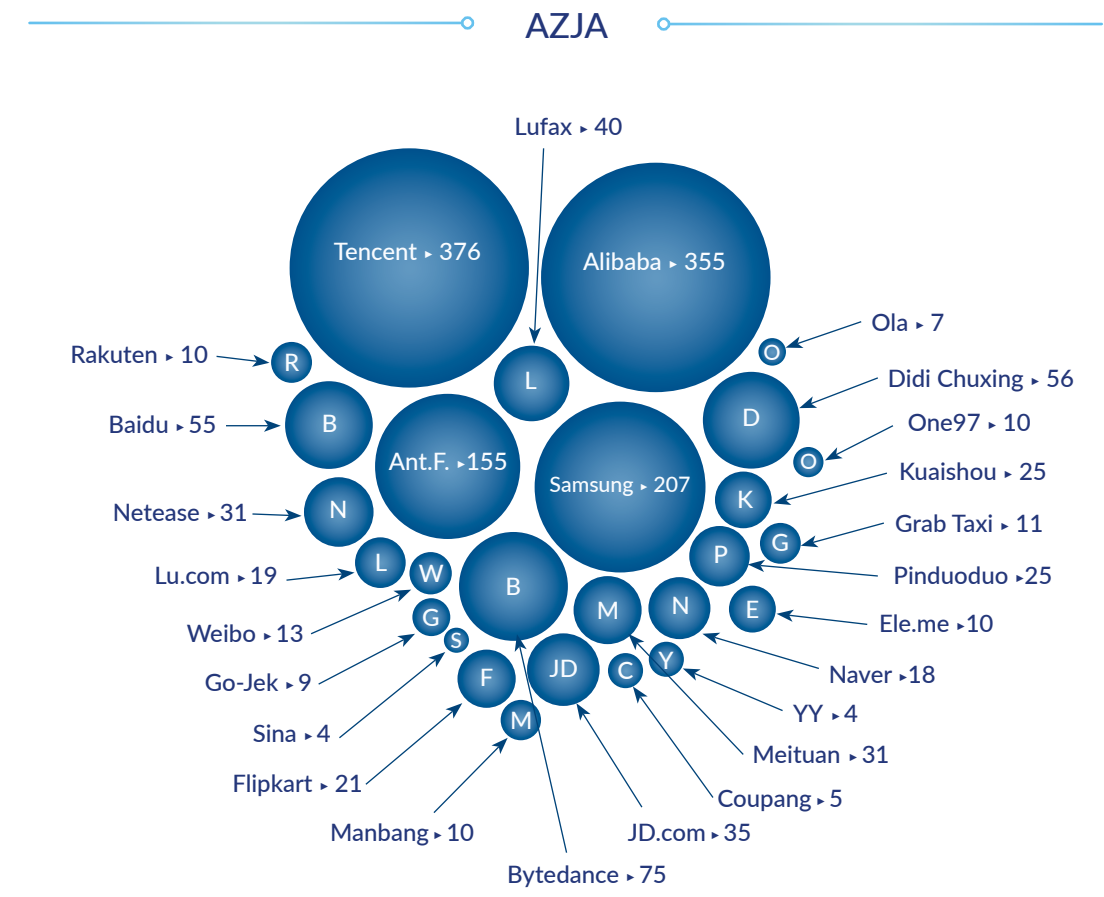 AZJA
Lufax ▸ 40
Tencent ▸ 376
Alibaba ▸ 355
Ola ▸ 7
O
Rakuten ▸ 10
R
L
Didi Chuxing ▸ 56
D
Baidu ▸ 55
B
One97 ▸ 10
O
Ant.F. ▸155
Samsung ▸ 207
Kuaishou ▸ 25
K
Netease ▸ 31
N
Grab Taxi ▸ 11
G
P
Pinduoduo ▸25
Lu.com ▸ 19
L
W
B
Weibo ▸ 13
G
M
N
E
Ele.me ▸10
S
Go-Jek ▸ 9
F
JD
C
Y
Naver ▸18
M
YY ▸ 4
Sina ▸ 4
Meituan ▸ 31
Flipkart ▸ 21
Coupang ▸ 5
Manbang ▸ 10
JD.com ▸ 35
Bytedance ▸ 75